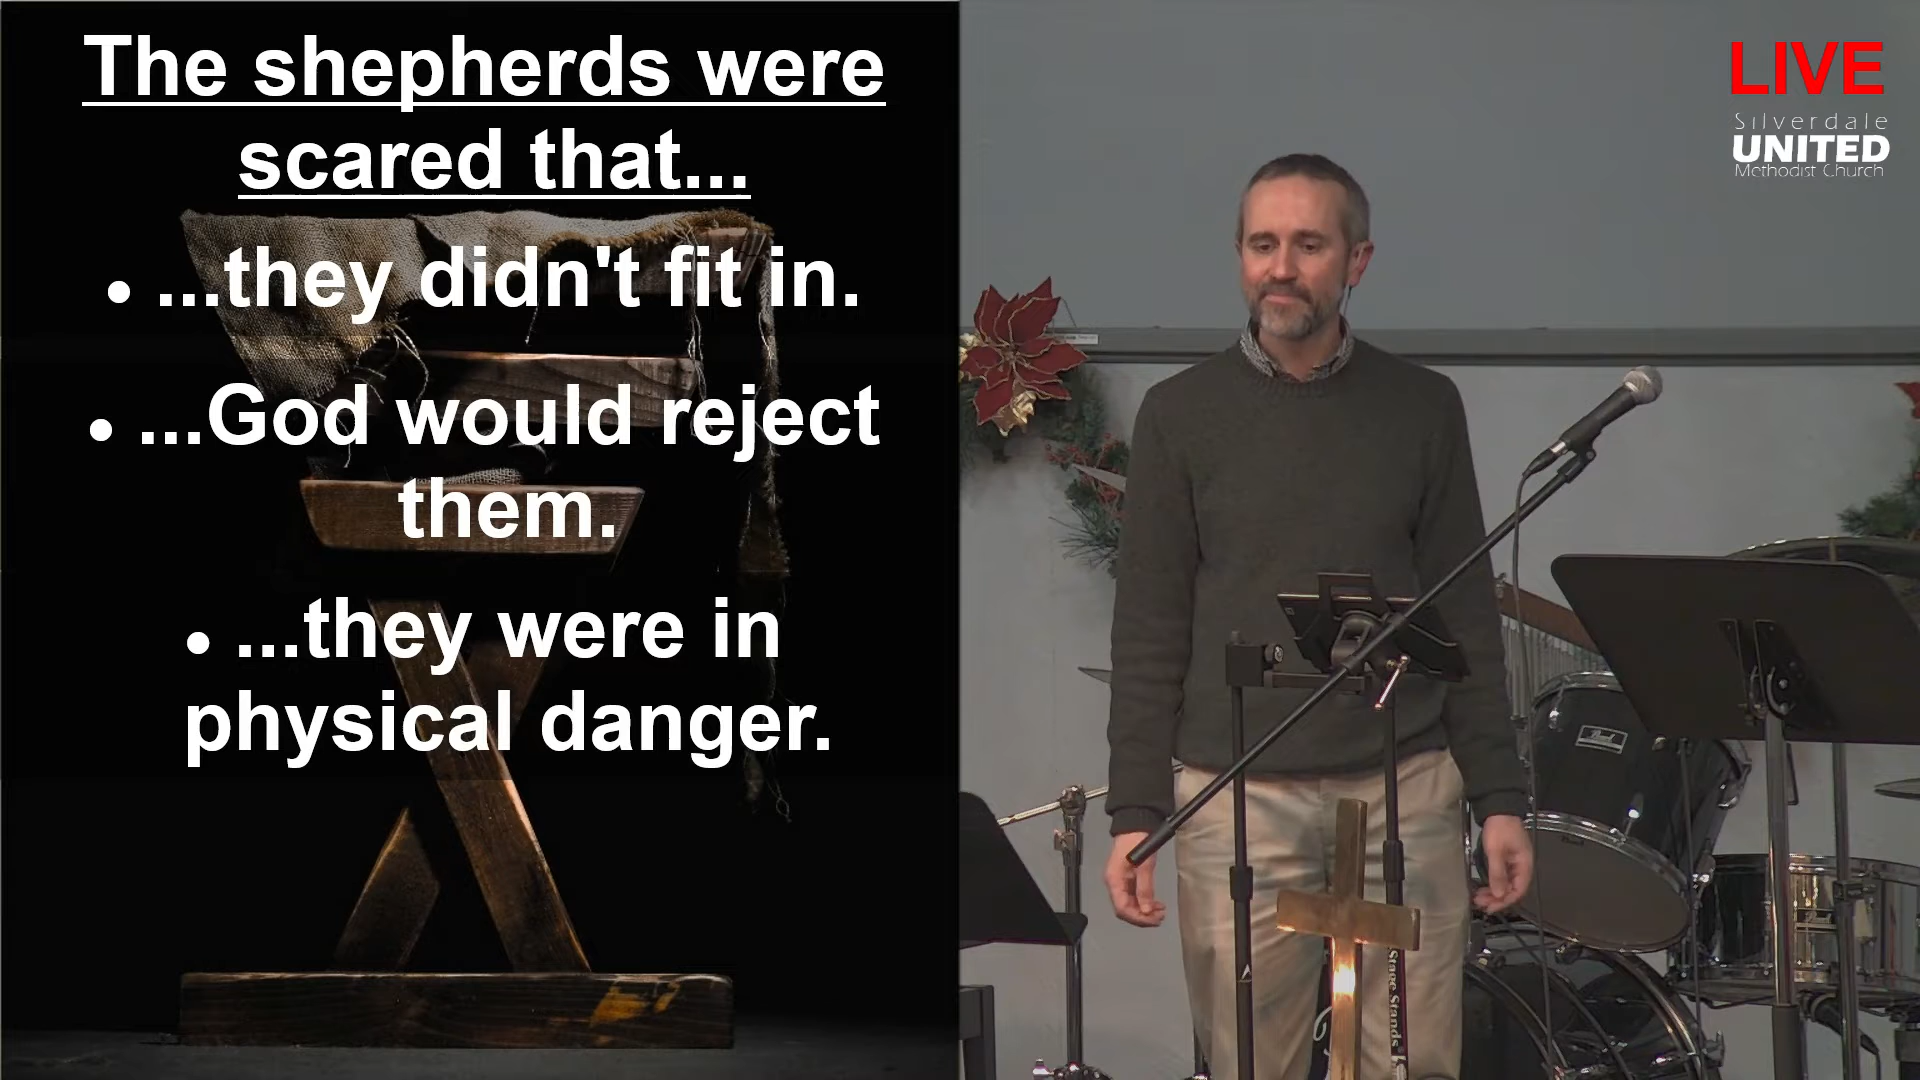 The shepherds were
scared that...
• ...they didn't fit in.
• ...God would reject
them.
• ...they were in
physical danger.
LIVE
Silverdale
UNITED
Methodist Church
Pearl
Stage Stands